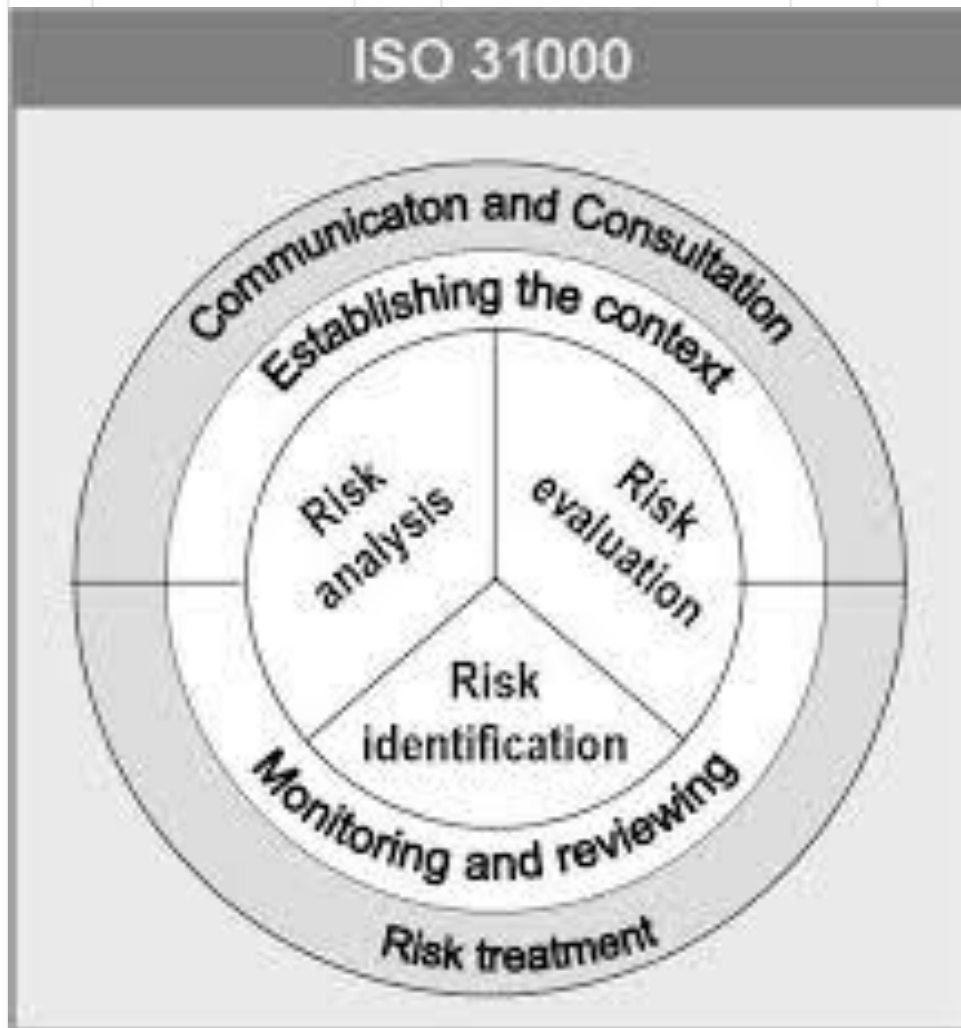 ISO 31000
Communicaton and Consultation
Establishing the context
Risk
analysis
Risk
evaluation
Risk
identification
Monitoring and reviewing
Risk treatment